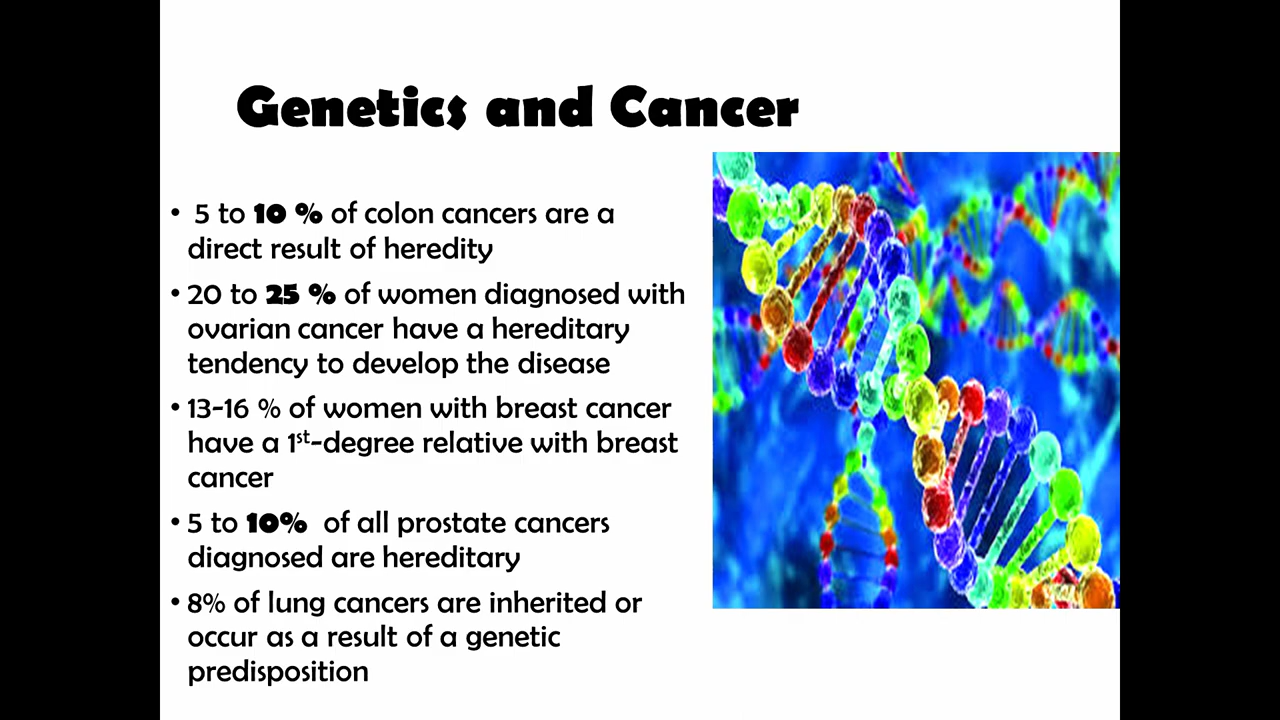 Genetics and Cancer
• 5 to 10 % of colon cancers are a
direct result of heredity
• 20 to 25 % of women diagnosed with
ovarian cancer have a hereditary
tendency to develop the disease
• 13-16 % of women with breast cancer
have a 1st-degree relative with breast
cancer
• 5 to 10% of all prostate cancers
diagnosed are hereditary
• 8% of lung cancers are inherited or
occur as a result of a genetic
predisposition